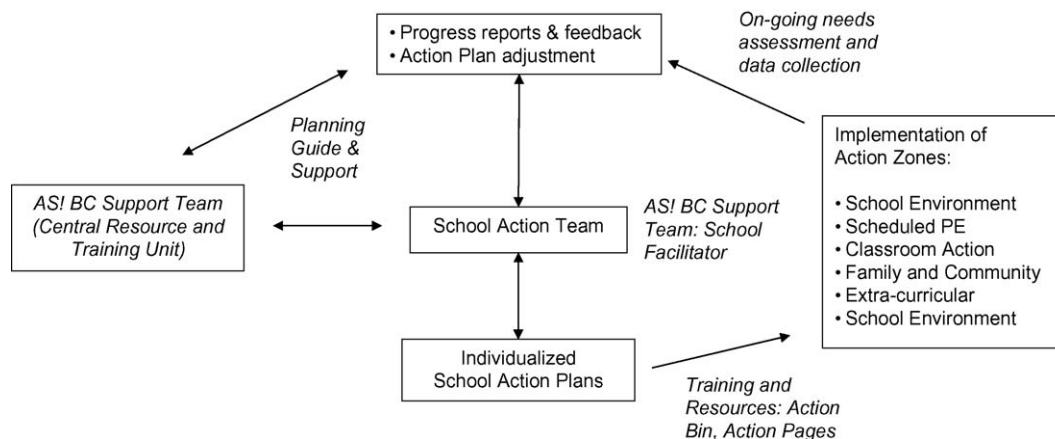 • Progress reports & feedback
• Action Plan adjustment
On-going needs
assessment and
data collection
Planning
Guide &
Support
Implementation of
Action Zones:
• School Environment
• Scheduled PE
• Classroom Action
• Family and Community
• Extra-curricular
• School Environment
AS! BC Support Team
(Central Resource and
Training Unit)
School Action Team
AS! BC Support
Team: School
Facilitator
Individualized
School Action Plans
Training and
Resources: Action
Bin, Action Pages